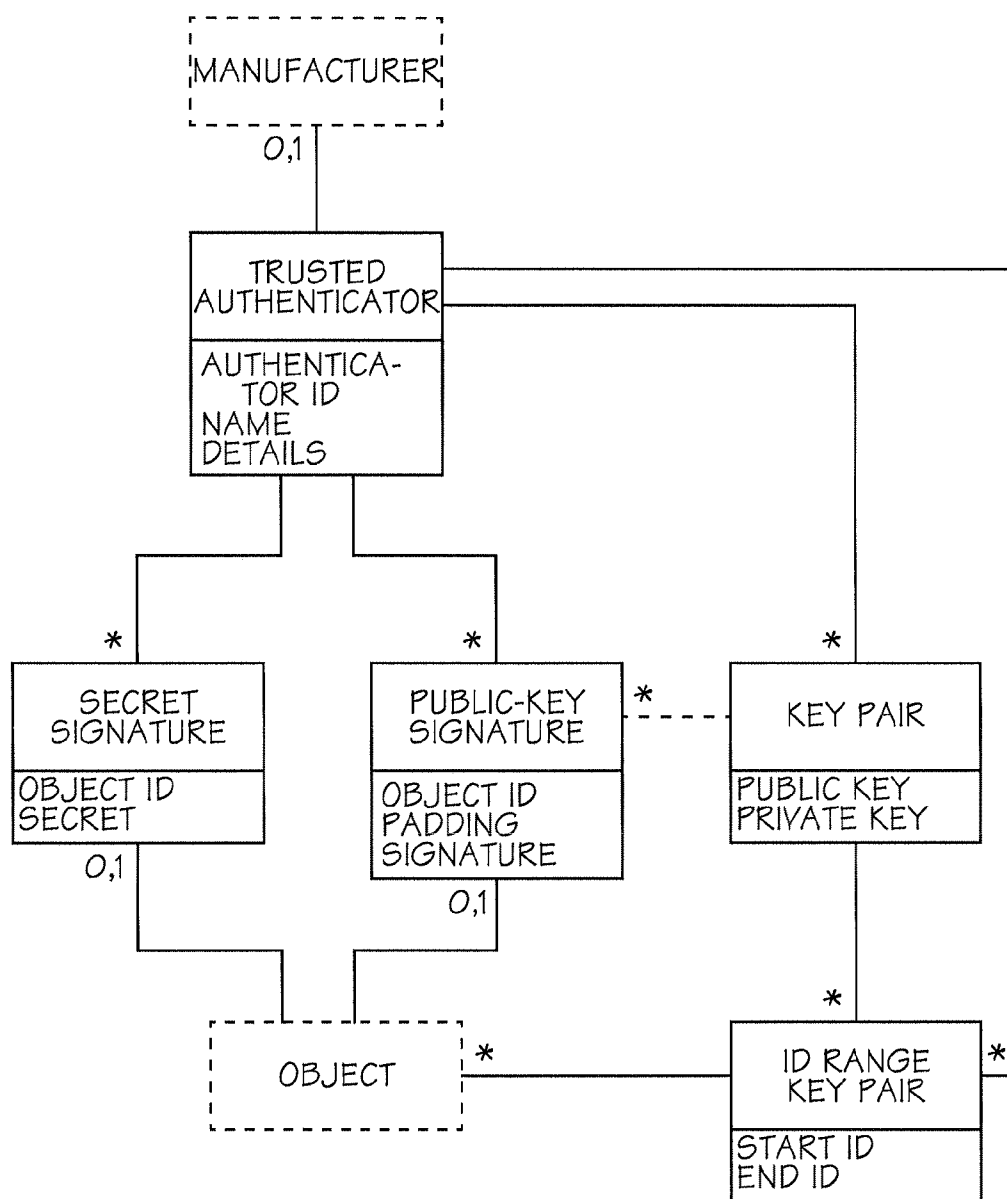 MANUFACTURER
0,1
TRUSTED
AUTHENTICATOR
AUTHENTICA-
TOR ID
NAME
DETAILS
*
*
*
SECRET
SIGNATURE
OBJECT ID
SECRET
0,1
PUBLIC-KEY
SIGNATURE
*
OBJECT ID
PADDING
SIGNATURE
0,1
KEY PAIR
PUBLIC KEY
PRIVATE KEY
*
OBJECT
*
ID RANGE
KEY PAIR
*
START ID
END ID